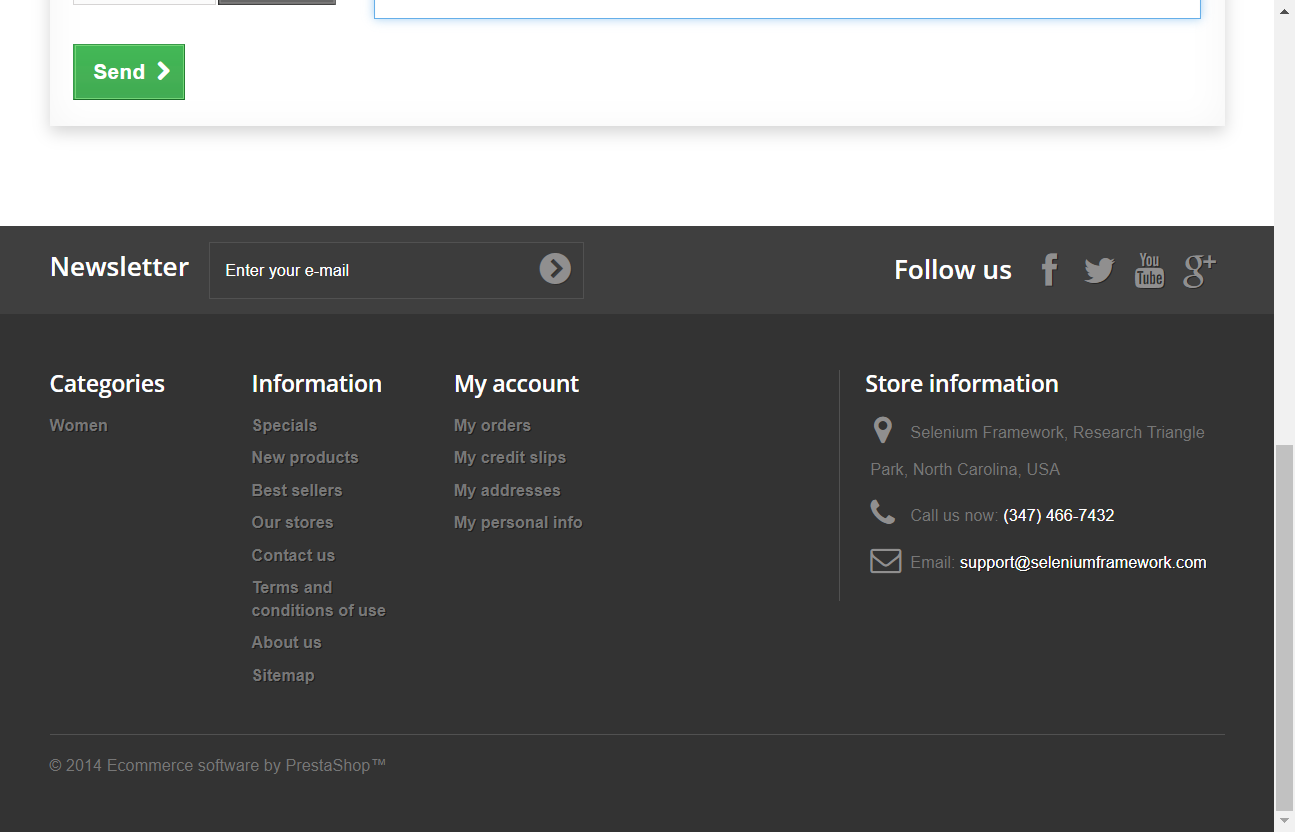 Send
Newsletter
Enter your e-mail
Follow us
f
You
Tube
g+
Categories
Women
Information
Specials
New products
Best sellers
Our stores
Contact us
Terms and
conditions of use
About us
Sitemap
My account
My orders
My credit slips
My addresses
My personal info
Store information
Selenium Framework, Research Triangle
Park, North Carolina, USA
Call us now: (347) 466-7432
Email: support@seleniumframework.com
© 2014 Ecommerce software by PrestaShop™